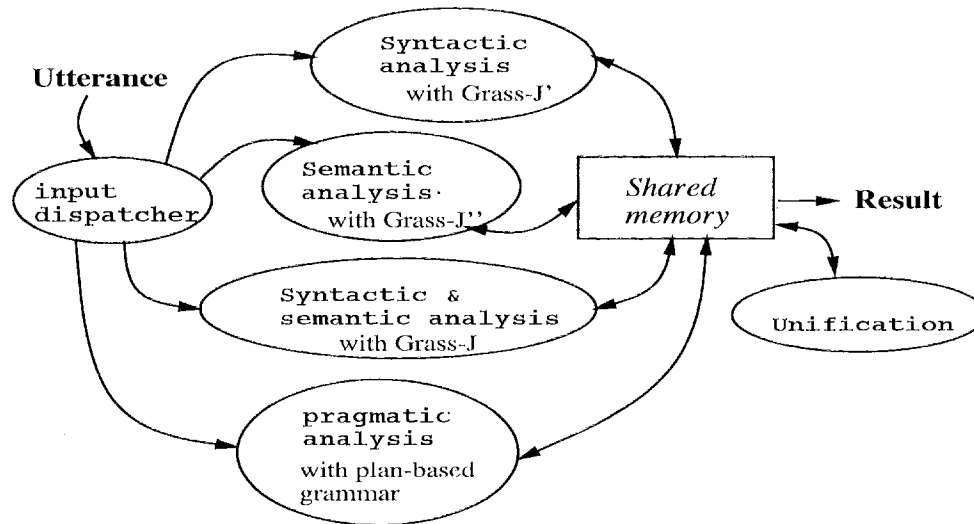 Syntactic
analysis
with Grass-J'
Utterance
Semantic
analysis
with Grass-J''
input
dispatcher
Shared
memory
Result
Syntactic &
semantic analysis
with Grass-J
Unification
pragmatic
analysis
with plan-based
grammar